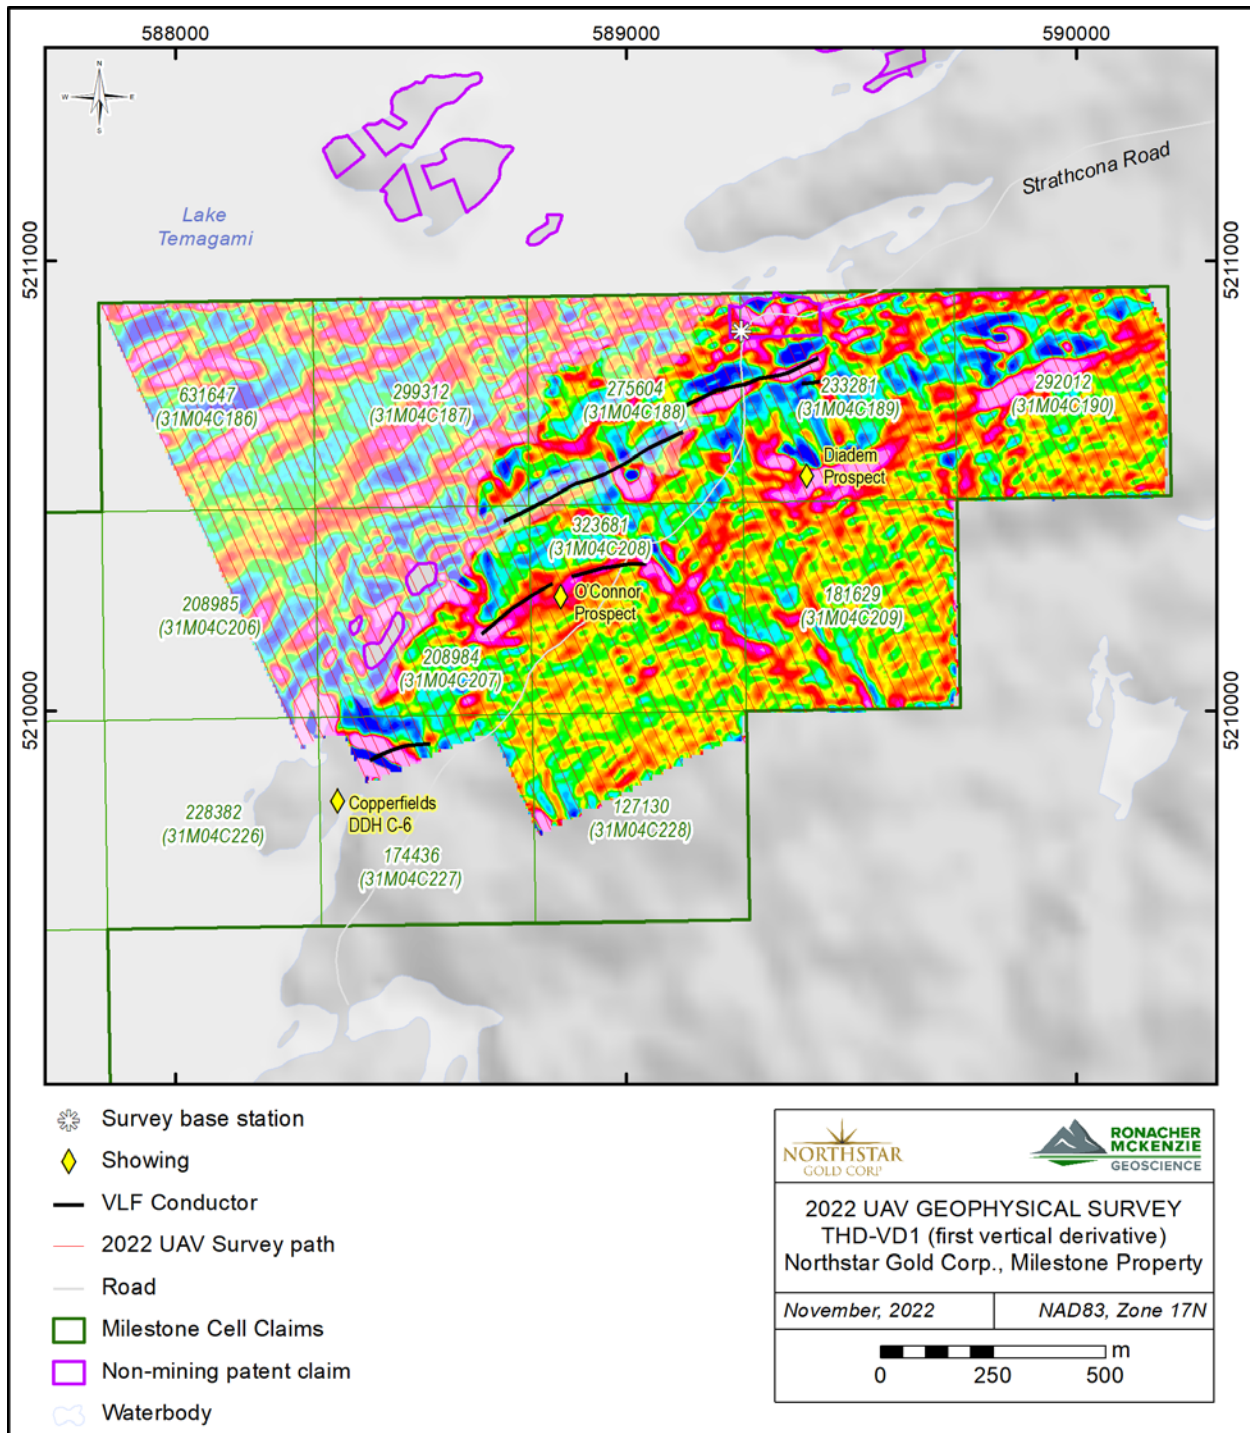 588000
589000
590000
N
W
E
S
Strathcona Road
Lake
Temagami
5211000
5211000
631647
(31M04C186)
299312
(31M04C187)
275604
(31M04C188)
233281
(31M04C189)
292012
(31M04C190)
Diadem
Prospect
323681
(31M04C208)
O'Connor
Prospect
208985
(31M04C206)
181629
(31M04C209)
208984
(31M04C207)
5210000
5210000
Copperfields
DDH C-6
228382
(31M04C226)
127130
(31M04C228)
174436
(31M04C227)
Survey base station
Showing
VLF Conductor
2022 UAV Survey path
Road
Milestone Cell Claims
Non-mining patent claim
Waterbody
NORTHSTAR
GOLD CORP
RONACHER
MCKENZIE
GEOSCIENCE
2022 UAV GEOPHYSICAL SURVEY
THD-VD1 (first vertical derivative)
Northstar Gold Corp., Milestone Property
November, 2022
NAD83, Zone 17N
m
0 250 500